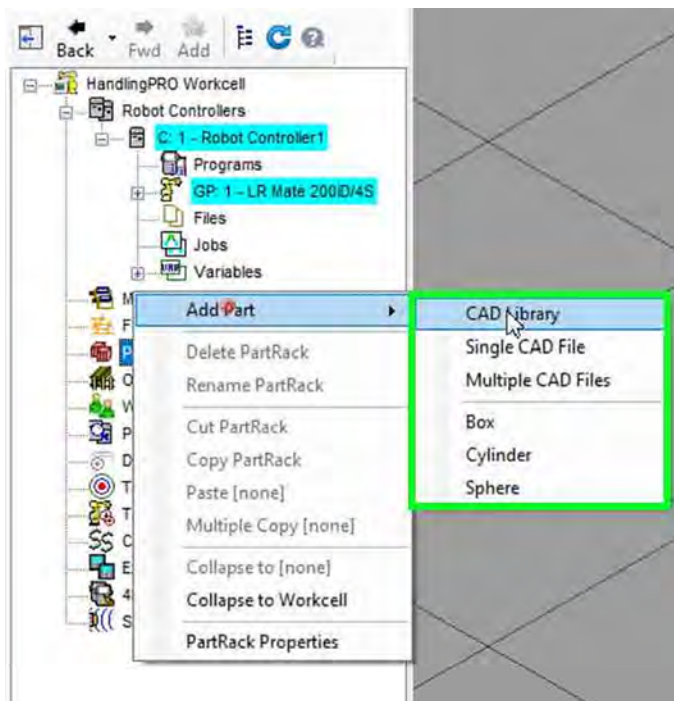 Back Fwd Add
HandlingPRO Workcell
Robot Controllers
C: 1 - Robot Controller1
Programs
GP: 1 - LR Mate 200iD/4S
Files
Jobs
Variables
M
F
P
O
W
P
D
T
T
C
E
4
S
Add Part
Delete PartRack
Rename PartRack
Cut PartRack
Copy PartRack
Paste [none]
Multiple Copy [none]
Collapse to [none]
Collapse to Workcell
PartRack Properties
CAD Library
Single CAD File
Multiple CAD Files
Box
Cylinder
Sphere